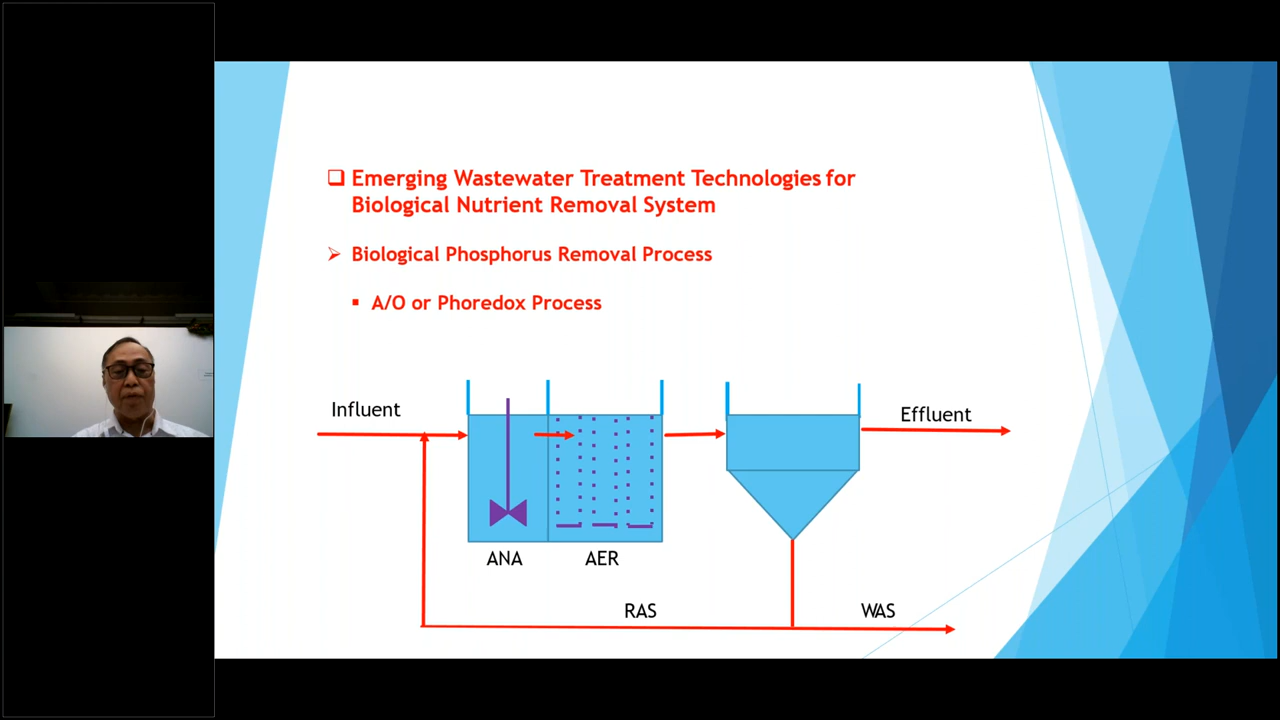 Emerging Wastewater Treatment Technologies for
Biological Nutrient Removal System
Biological Phosphorus Removal Process
A/O or Phoredox Process
Influent
Effluent
ANA
AER
RAS
WAS